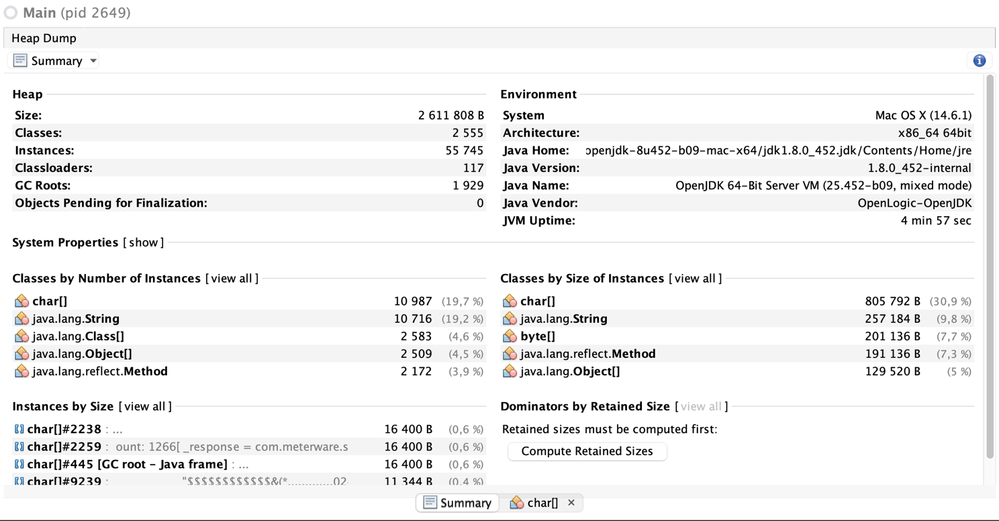 Main (pid 2649)
Heap Dump
Summary
Heap
Size: 2 611 808 B
Classes: 2 555
Instances: 55 745
Classloaders: 117
GC Roots: 1 929
Objects Pending for Finalization: 0
Environment
System Mac OS X (14.6.1)
Architecture: x86_64 64bit
Java Home: openjdk-8u452-b09-mac-x64/jdk1.8.0_452.jdk/Contents/Home/jre
Java Version: 1.8.0_452-internal
Java Name: OpenJDK 64-Bit Server VM (25.452-b09, mixed mode)
Java Vendor: OpenLogic-OpenJDK
JVM Uptime: 4 min 57 sec
System Properties [ show ]
Classes by Number of Instances [ view all ]
char[] 10 987 (19,7 %)
java.lang.String 10 716 (19,2 %)
java.lang.Class[] 2 583 (4,6 %)
java.lang.Object[] 2 509 (4,5 %)
java.lang.reflect.Method 2 172 (3,9 %)
Classes by Size of Instances [ view all ]
char[] 805 792 B (30,9 %)
java.lang.String 257 184 B (9,8 %)
byte[] 201 136 B (7,7 %)
java.lang.reflect.Method 191 136 B (7,3 %)
java.lang.Object[] 129 520 B (5 %)
Instances by Size [ view all ]
char[]#2238 : ... 16 400 B (0,6 %)
char[]#2259 : ount: 1266[ _response = com.meterware.s 16 400 B (0,6 %)
char[]#445 [GC root - Java frame] : ... 16 400 B (0,6 %)
char[]#9239 : "$$$$$$$$$$$$&(*............02 11 344 B (0,4 %)
Dominators by Retained Size [ view all ]
Retained sizes must be computed first:
Compute Retained Sizes
Summary
char[] ×